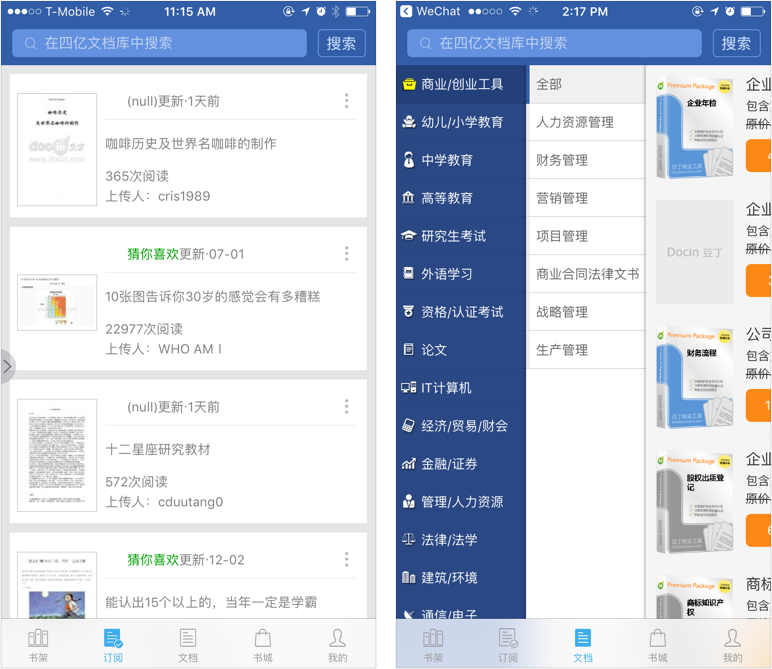 T-Mobile
11:15 AM
在四亿文档库中搜索
搜索
(null)更新·1天前
咖啡历史
及世界名咖啡的制作
docin 豆丁
www.docin.com
咖啡历史及世界名咖啡的制作
365次阅读
上传人：cris1989
猜你喜欢更新·07-01
10张图告诉你30岁的感觉会有多糟糕
22977次阅读
上传人：WHO AM I
(null)更新·1天前
十二星座研究教材
572次阅读
上传人：cduutang0
猜你喜欢更新·12-02
能认出15个以上的，当年一定是学霸
书架
订阅
文档
书城
我的
WeChat
2:17 PM
在四亿文档库中搜索
搜索
商业/创业工具
幼儿/小学教育
中学教育
高等教育
研究生考试
外语学习
资格/认证考试
论文
IT计算机
经济/贸易/财会
金融/证券
管理/人力资源
法律/法学
建筑/环境
通信/电子
全部
人力资源管理
财务管理
营销管理
项目管理
商业合同法律文书
战略管理
生产管理
Premium Package
企业年检
豆丁商业工具
企业
包含
原价
Docin 豆丁
企业
包含
原价
Premium Package
财务流程
豆丁商业工具
公司
包含
原价
1
Premium Package
股权出质登
记
豆丁商业工具
企业
包含
原价
6
Premium Package
商标知识产
权
商标
包含
书架
订阅
文档
书城
我的